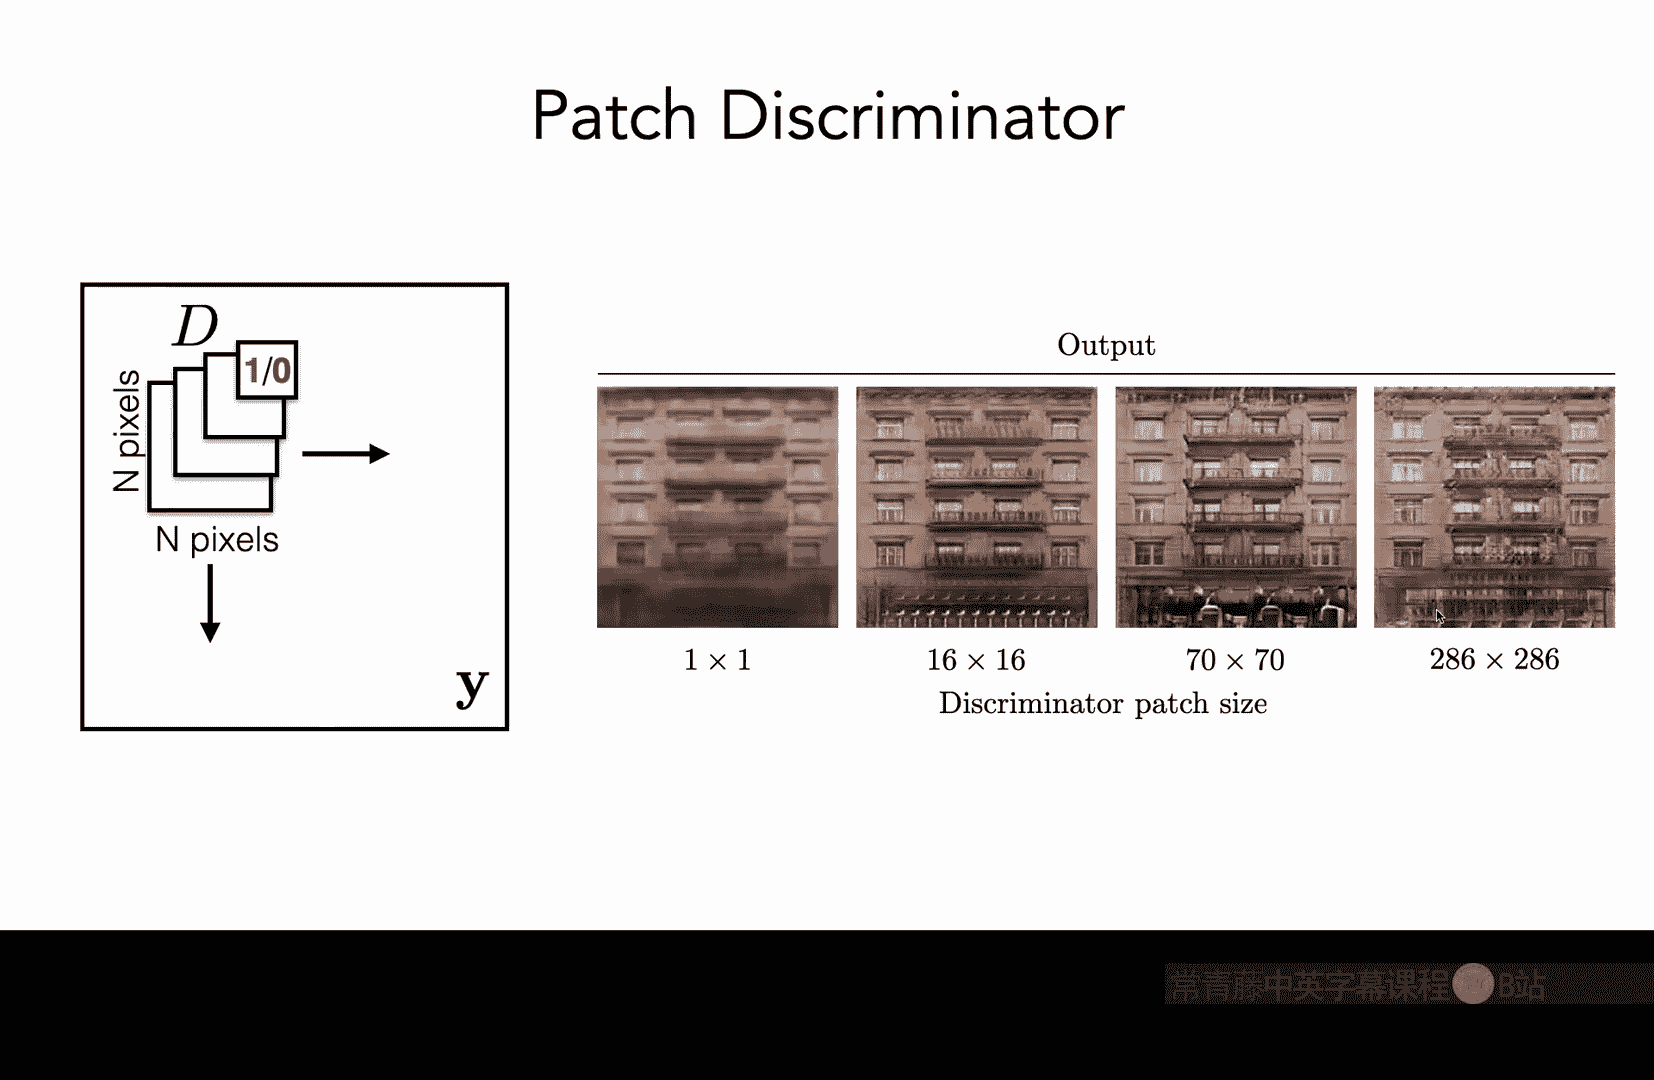 Patch Discriminator
D
1/0
N pixels
N pixels
y
Output
1 × 1
16 × 16
70 × 70
286 × 286
Discriminator patch size
常青藤中英字幕课程
B站